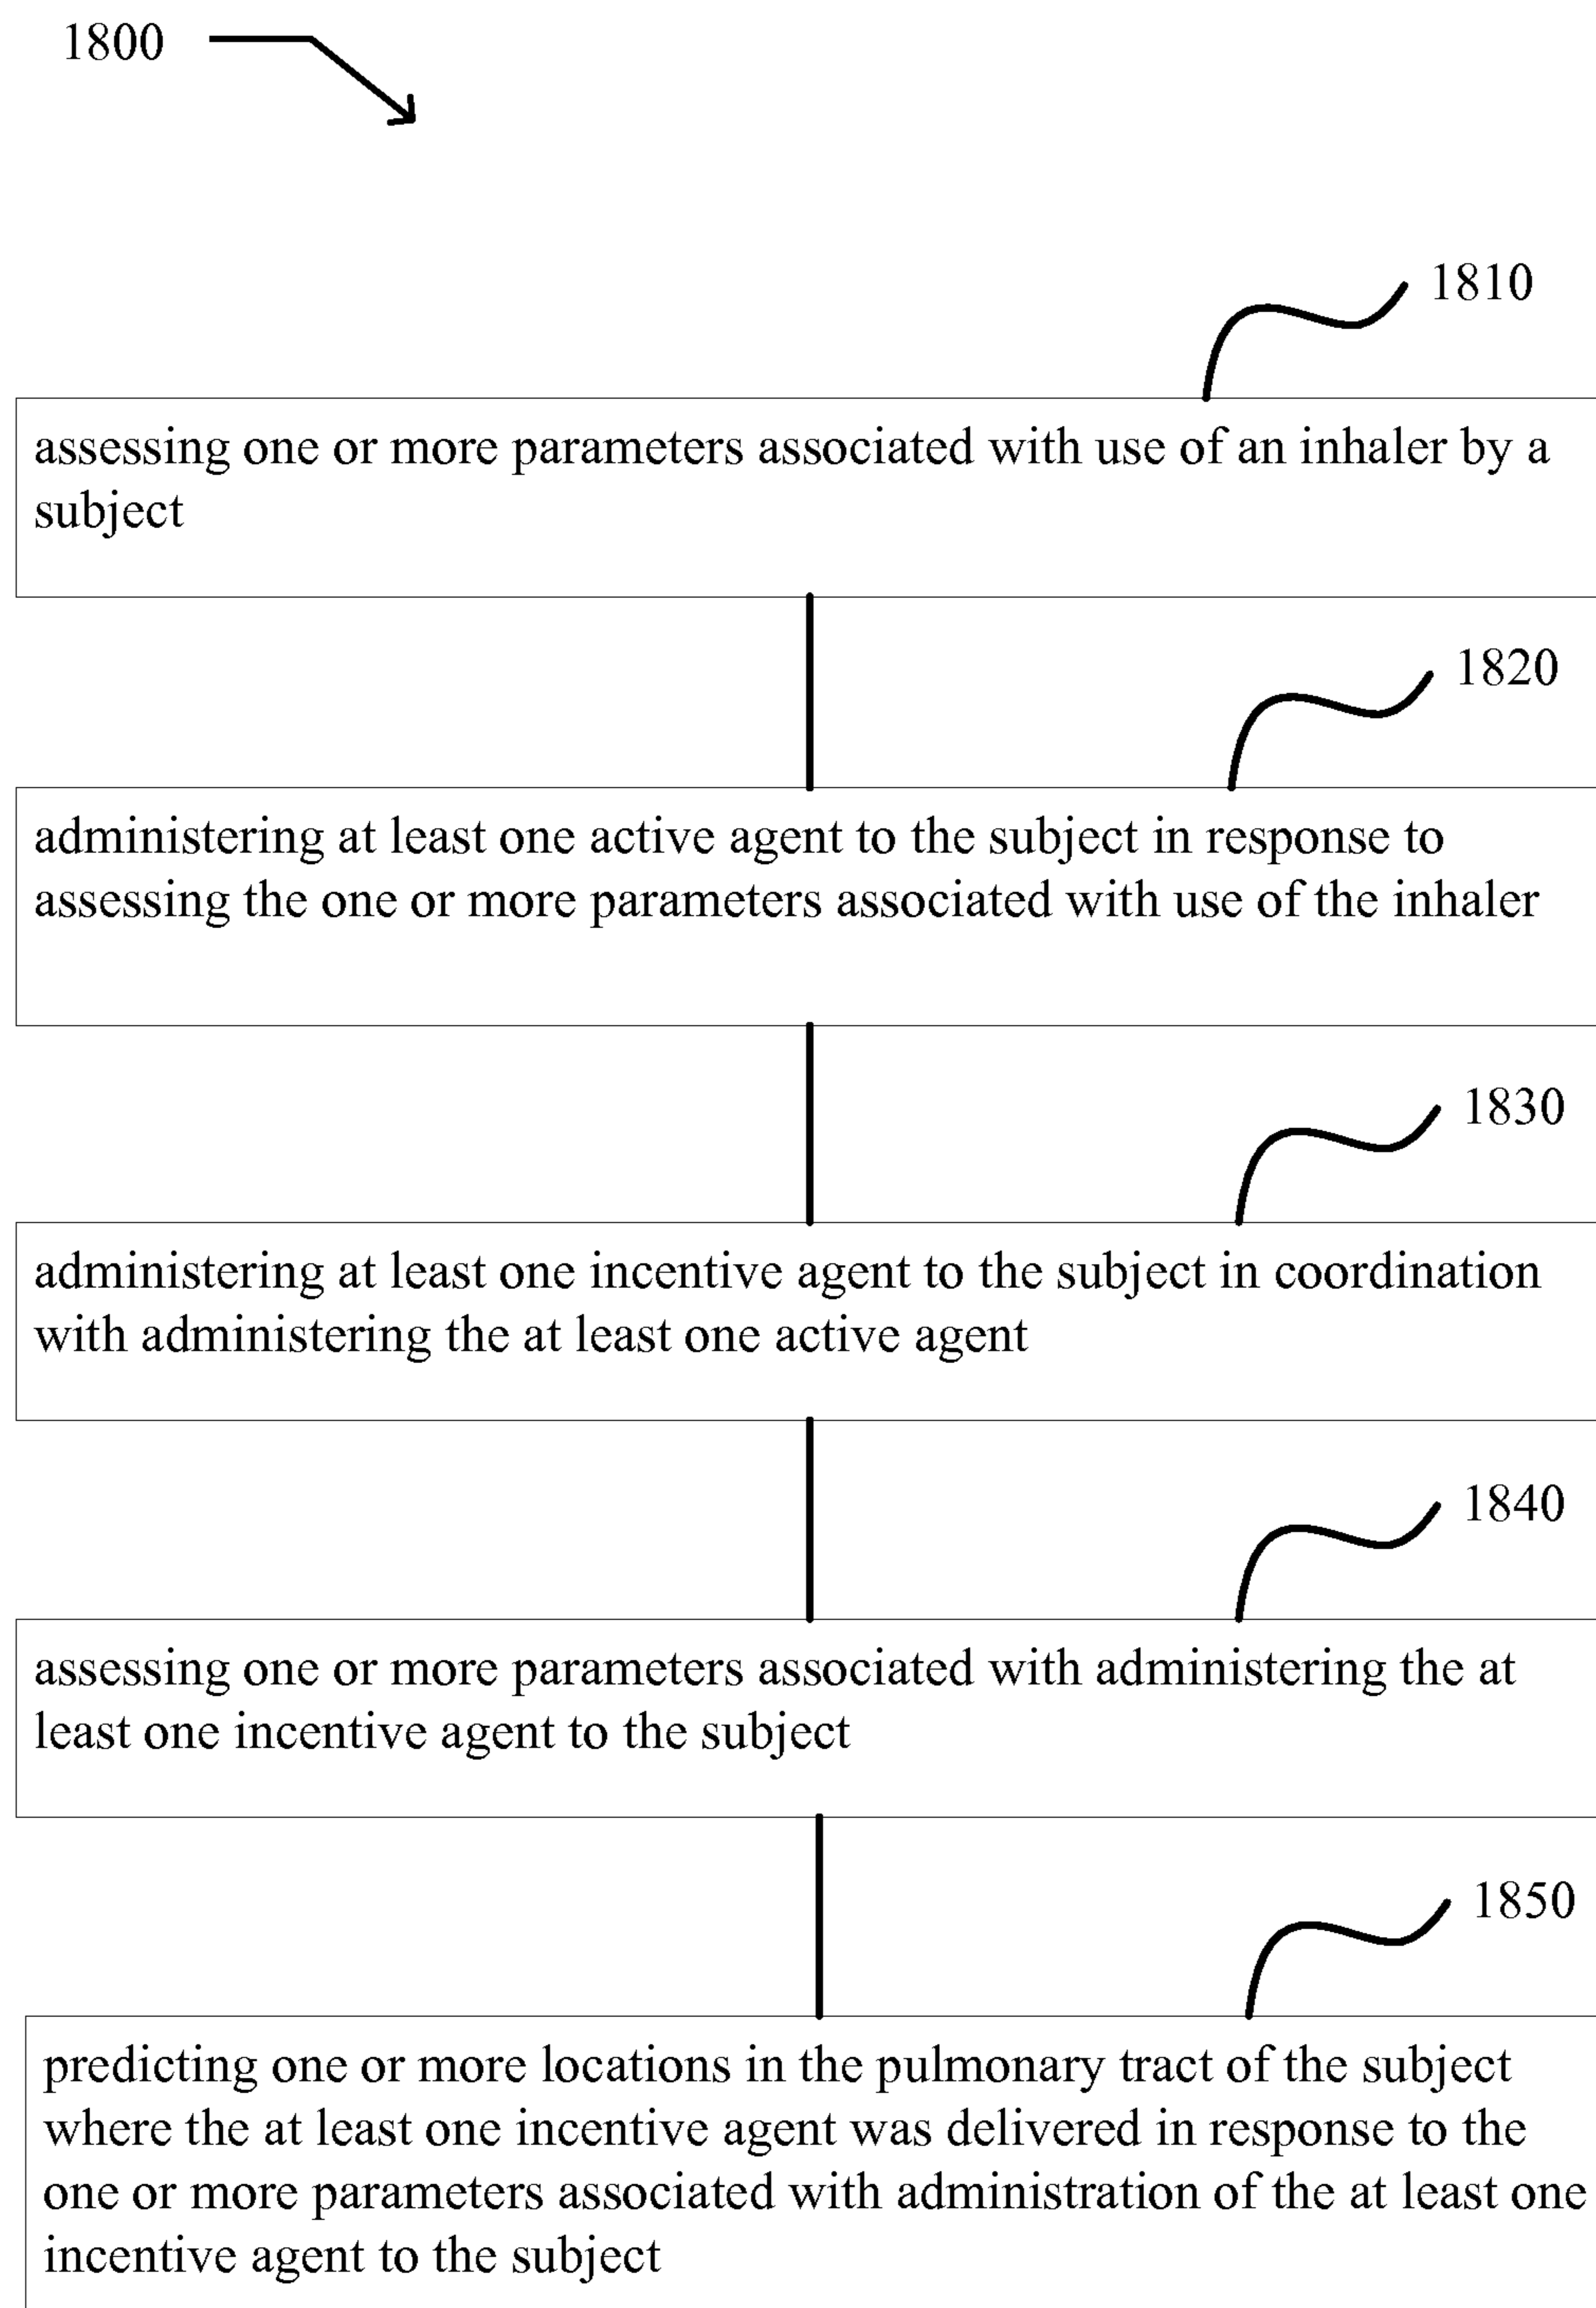 1800
1810
assessing one or more parameters associated with use of an inhaler by a
subject
1820
administering at least one active agent to the subject in response to
assessing the one or more parameters associated with use of the inhaler
1830
administering at least one incentive agent to the subject in coordination
with administering the at least one active agent
1840
assessing one or more parameters associated with administering the at
least one incentive agent to the subject
1850
predicting one or more locations in the pulmonary tract of the subject
where the at least one incentive agent was delivered in response to the
one or more parameters associated with administration of the at least one
incentive agent to the subject